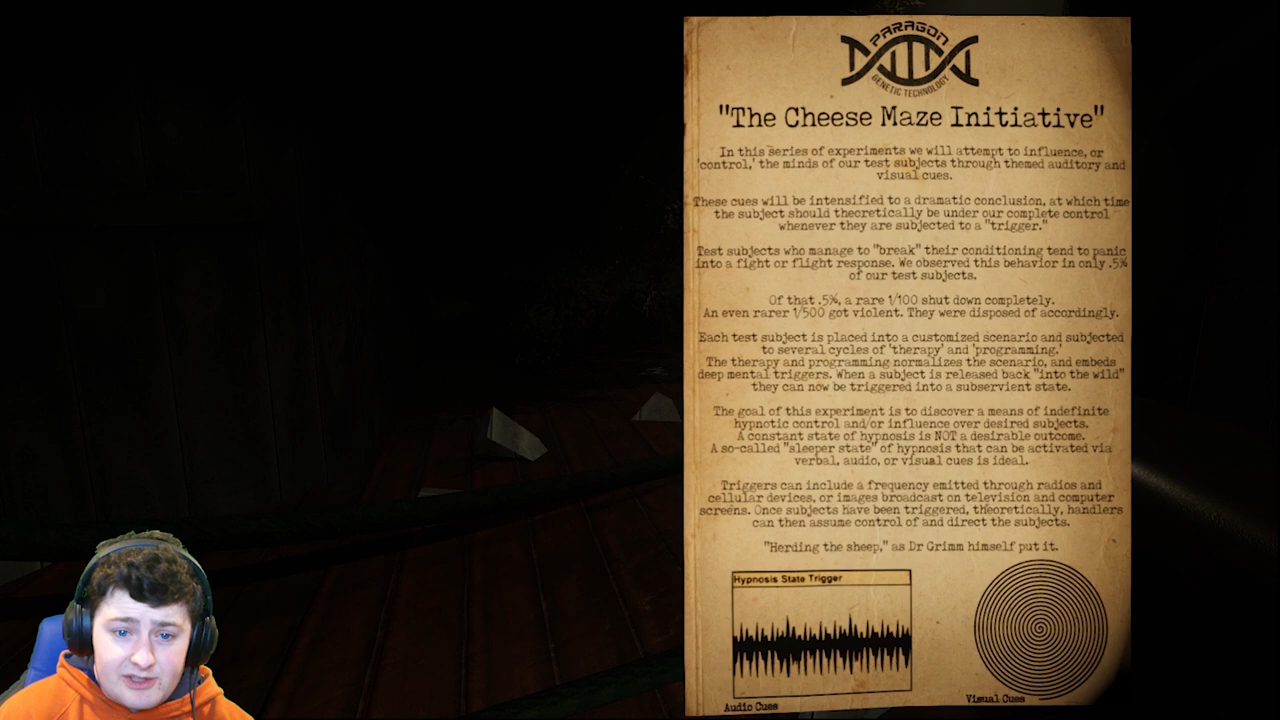 PARAGON
GENETIC TECHNOLOGY
"The Cheese Maze Initiative"
In this series of experiments we will attempt to influence, or
'control,' the minds of our test subjects through themed auditory and
visual cues.
These cues will be intensified to a dramatic conclusion, at which time
the subject should theoretically be under our complete control
whenever they are subjected to a "trigger."
Test subjects who manage to "break" their conditioning tend to panic
into a fight or flight response. We observed this behavior in only .5%
of our test subjects.
Of that .5%, a rare 1/100 shut down completely.
An even rarer 1/500 got violent. They were disposed of accordingly.
Each test subject is placed into a customized scenario and subjected
to several cycles of 'therapy' and 'programming.'
The therapy and programming normalizes the scenario, and embeds
deep mental triggers. When a subject is released back "into the wild"
they can now be triggered into a subservient state.
The goal of this experiment is to discover a means of indefinite
hypnotic control and/or influence over desired subjects.
A constant state of hypnosis is NOT a desirable outcome.
A so-called "sleeper state" of hypnosis that can be activated via
verbal, audio, or visual cues is ideal.
Triggers can include a frequency emitted through radios and
cellular devices, or images broadcast on television and computer
screens. Once subjects have been triggered, theoretically, handlers
can then assume control of and direct the subjects.
"Herding the sheep," as Dr Grimm himself put it.
Hypnosis State Trigger
Audio Cues
Visual Cues